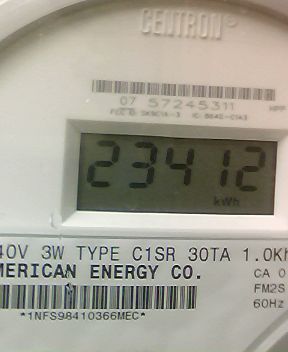 CENTRON®
07 57245311
23412
kWh
40V 3W TYPE C1SR 30TA 1.0Kh
MERICAN ENERGY CO.
CA 0
FM2S
60Hz
*1NFS98410366MEC*